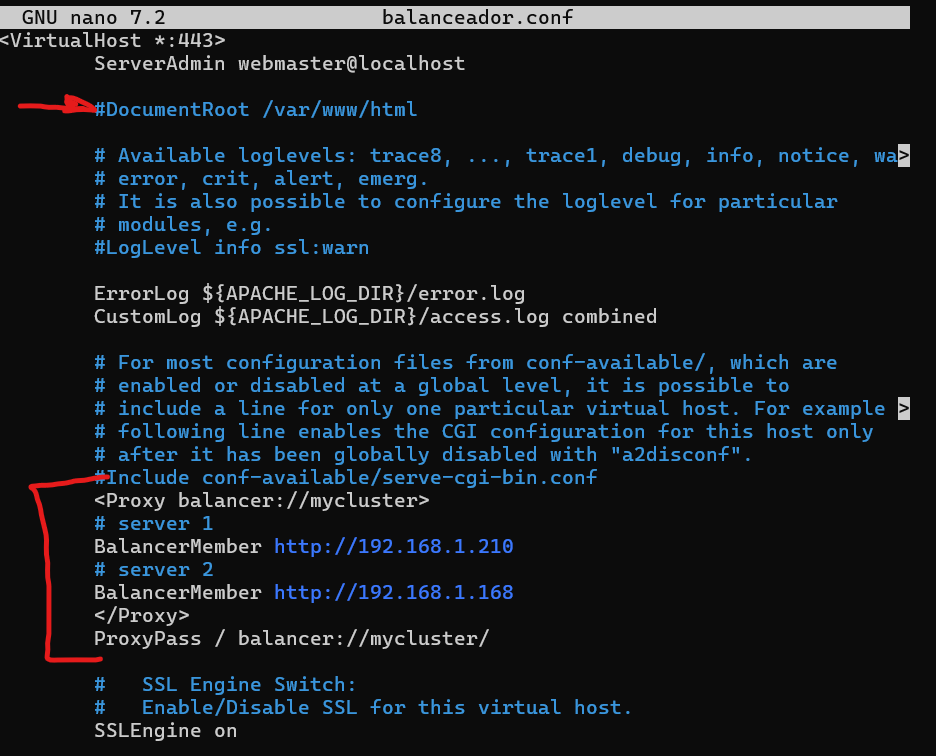 GNU nano 7.2 balanceador.conf
<VirtualHost *:443>
ServerAdmin webmaster@localhost
#DocumentRoot /var/www/html
# Available loglevels: trace8, ..., trace1, debug, info, notice, wa>
# error, crit, alert, emerg.
# It is also possible to configure the loglevel for particular
# modules, e.g.
#LogLevel info ssl:warn
ErrorLog ${APACHE_LOG_DIR}/error.log
CustomLog ${APACHE_LOG_DIR}/access.log combined
# For most configuration files from conf-available/, which are
# enabled or disabled at a global level, it is possible to
# include a line for only one particular virtual host. For example >
# following line enables the CGI configuration for this host only
# after it has been globally disabled with "a2disconf".
#Include conf-available/serve-cgi-bin.conf
<Proxy balancer://mycluster>
# server 1
BalancerMember http://192.168.1.210
# server 2
BalancerMember http://192.168.1.168
</Proxy>
ProxyPass / balancer://mycluster/
# SSL Engine Switch:
# Enable/Disable SSL for this virtual host.
SSLEngine on